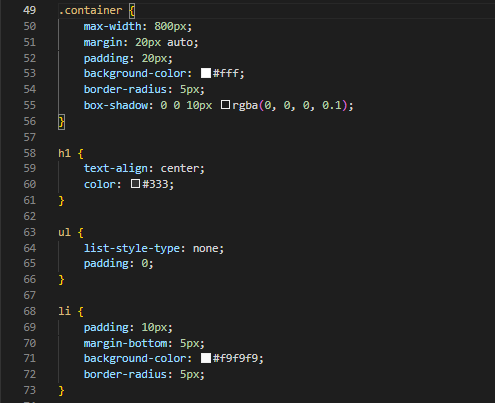 49 .container {
50 max-width: 800px;
51 margin: 20px auto;
52 padding: 20px;
53 background-color: #fff;
54 border-radius: 5px;
55 box-shadow: 0 0 10px rgba(0, 0, 0, 0.1);
56 }
57
58 h1 {
59 text-align: center;
60 color: #333;
61 }
62
63 ul {
64 list-style-type: none;
65 padding: 0;
66 }
67
68 li {
69 padding: 10px;
70 margin-bottom: 5px;
71 background-color: #f9f9f9;
72 border-radius: 5px;
73 }